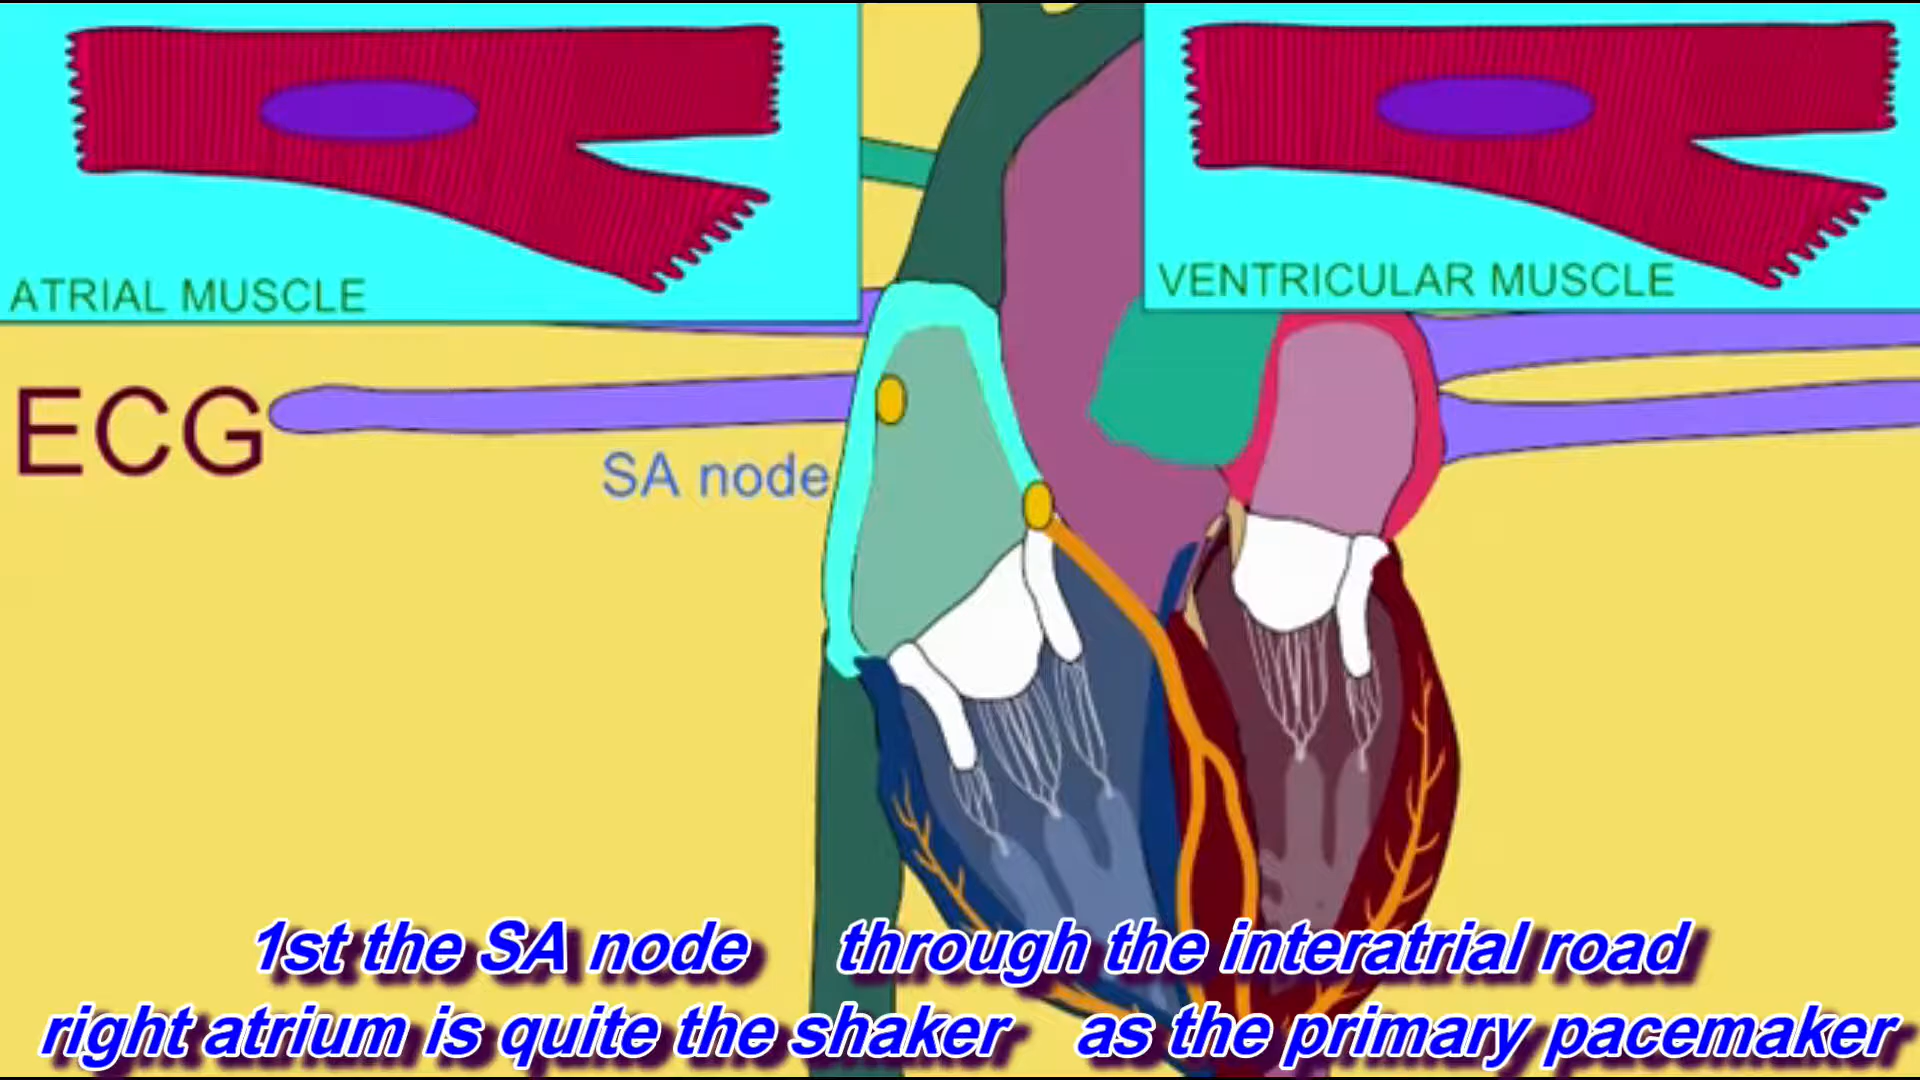 ATRIAL MUSCLE
VENTRICULAR MUSCLE
ECG
SA node
1st the SA node through the interatrial road
right atrium is quite the shaker as the primary pacemaker